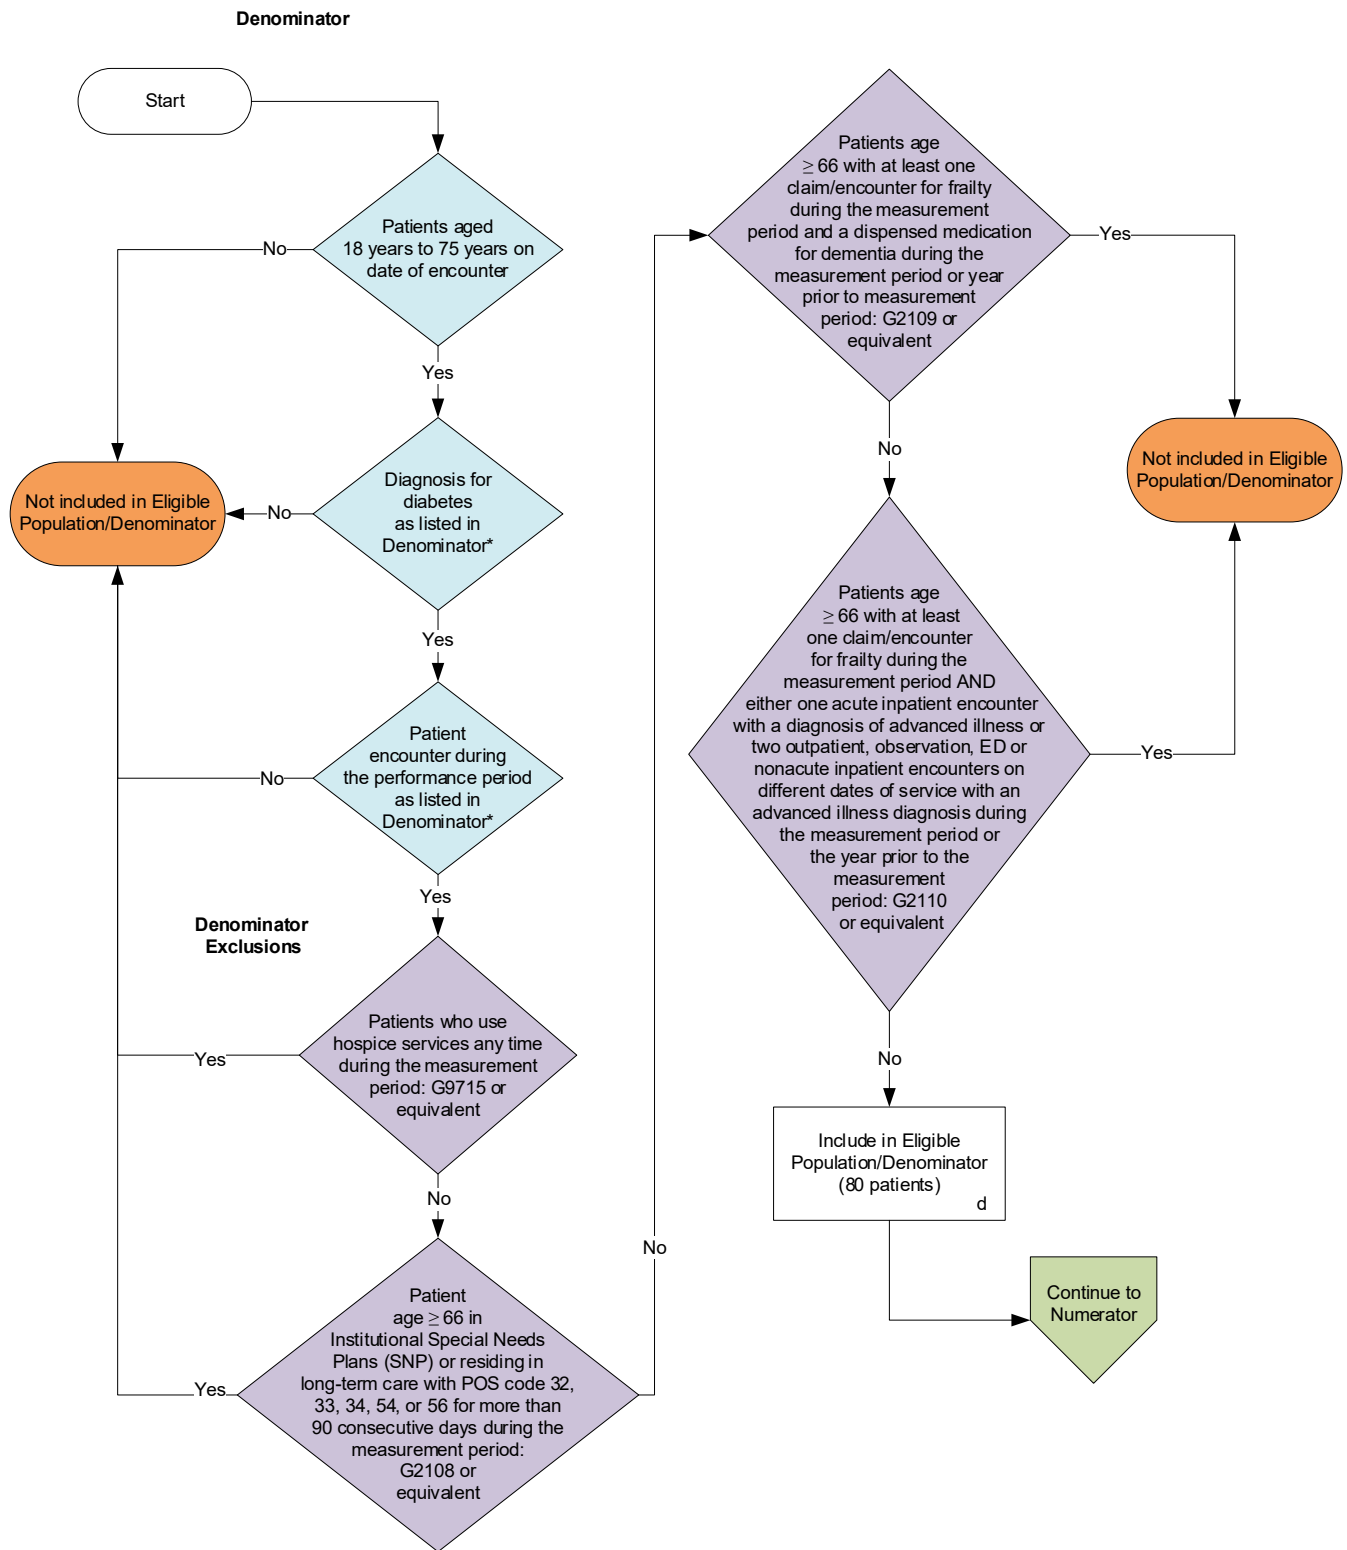 Denominator
Start
Patients aged
18 years to 75 years on
date of encounter
No
Yes
Diagnosis for
diabetes
as listed in
Denominator*
No
Not included in Eligible
Population/Denominator
Yes
Patient
encounter during
the performance period
as listed in
Denominator*
No
Yes
Denominator
Exclusions
Patients who use
hospice services any time
during the measurement
period: G9715 or
equivalent
Yes
No
Patient
age ≥ 66 in
Institutional Special Needs
Plans (SNP) or residing in
long-term care with POS code 32,
33, 34, 54, or 56 for more than
90 consecutive days during the
measurement period:
G2108 or
equivalent
Yes
No
Patients age
≥ 66 with at least one
claim/encounter for frailty
during the measurement
period and a dispensed medication
for dementia during the
measurement period or year
prior to measurement
period: G2109 or
equivalent
Yes
No
Not included in Eligible
Population/Denominator
Patients age
≥ 66 with at least
one claim/encounter
for frailty during the
measurement period AND
either one acute inpatient encounter
with a diagnosis of advanced illness or
two outpatient, observation, ED or
nonacute inpatient encounters on
different dates of service with an
advanced illness diagnosis during
the measurement period or
the year prior to the
measurement
period: G2110
or equivalent
Yes
No
Include in Eligible
Population/Denominator
(80 patients)
d
Continue to
Numerator